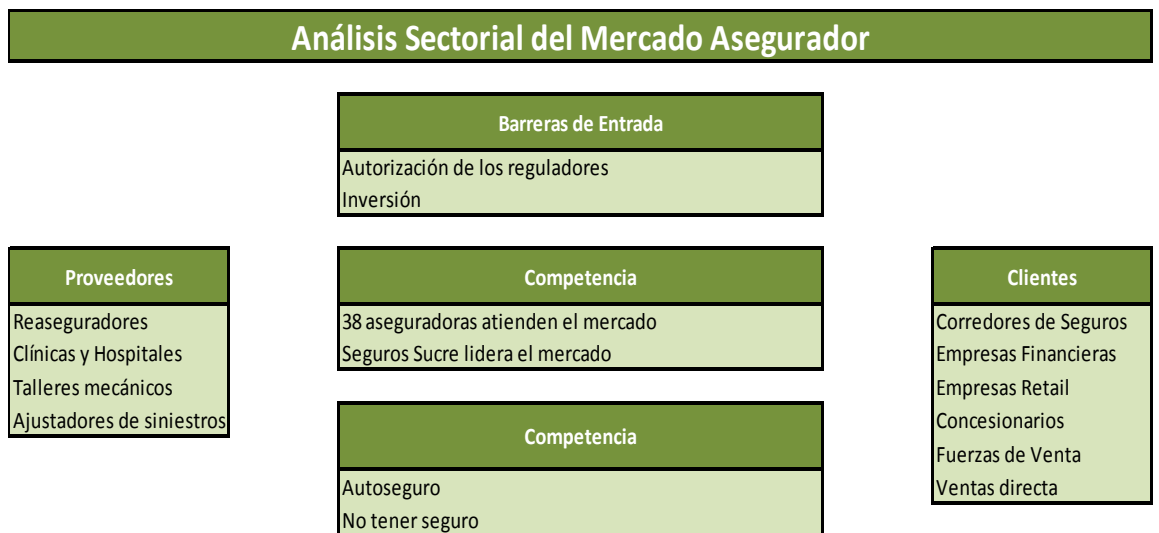 Análisis Sectorial del Mercado Asegurador
Barreras de Entrada
Autorización de los reguladores
Inversión
Proveedores
Reaseguradores
Clínicas y Hospitales
Talleres mecánicos
Ajustadores de siniestros
Competencia
38 aseguradoras atienden el mercado
Seguros Sucre lidera el mercado
Clientes
Corredores de Seguros
Empresas Financieras
Empresas Retail
Concesionarios
Fuerzas de Venta
Ventas directa
Competencia
Autoseguro
No tener seguro